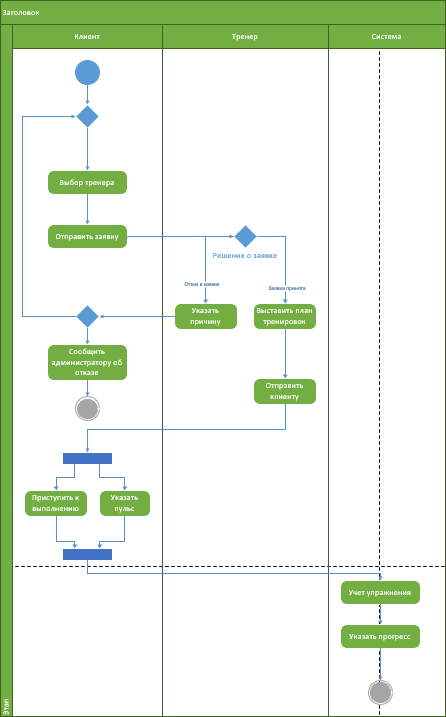 Заголовок
Клиент
Тренер
Система
Выбор тренера
Отправить заявку
Решение о заявке
Отказ в заявке
Заявка принята
Указать
причину
Выставить план
тренировок
Сообщить
администратору об
отказе
Отправить
клиенту
Приступить к
выполнению
Указать
пульс
Учет упражнения
Указать прогресс
Этап